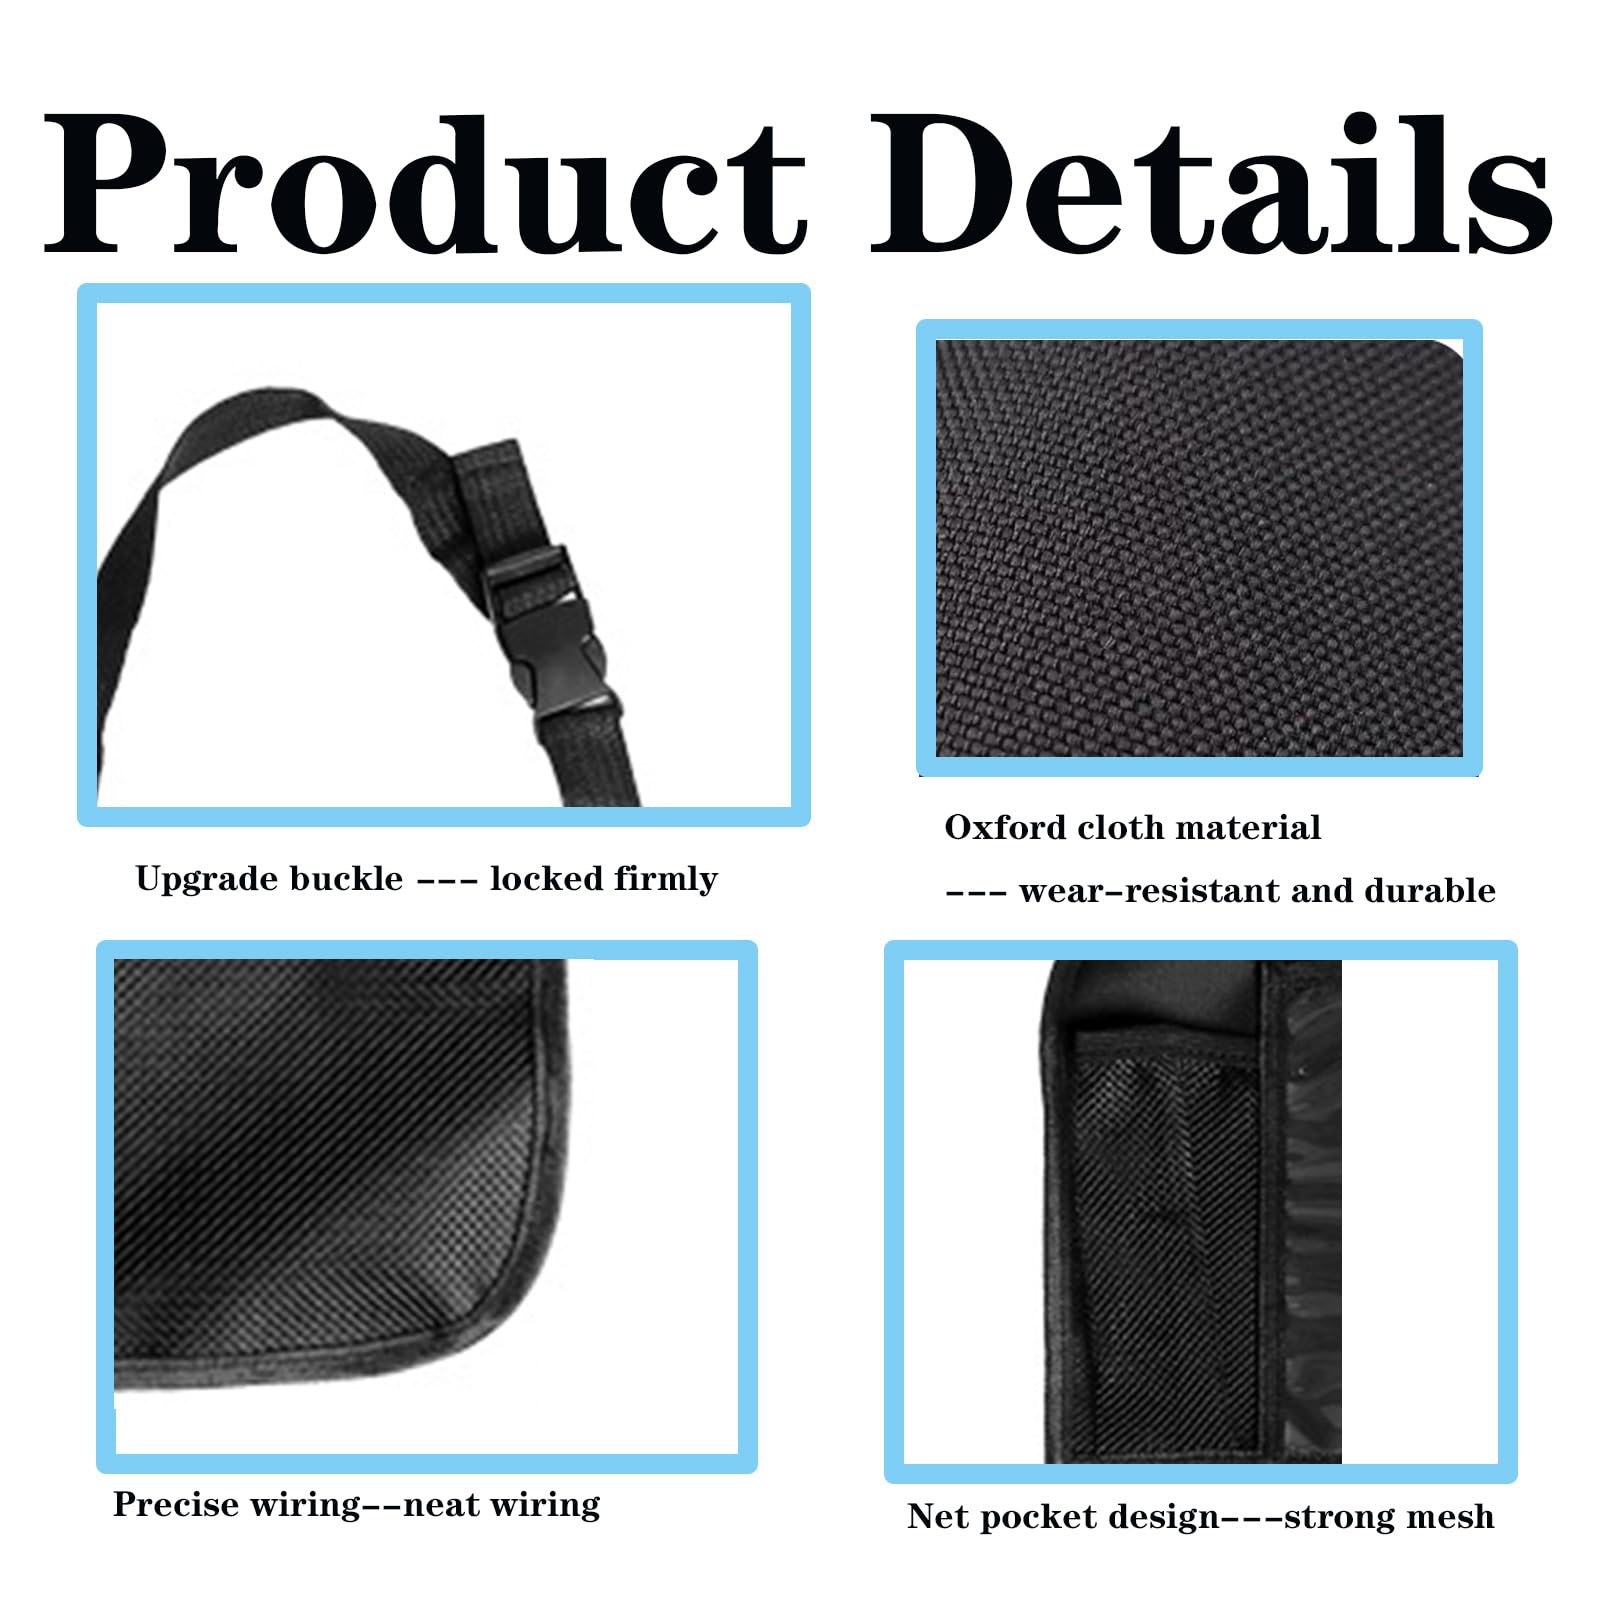 Product Details
Upgrade buckle --- locked firmly
Oxford cloth material
--- wear-resistant and durable
Precise wiring--neat wiring
Net pocket design---strong mesh